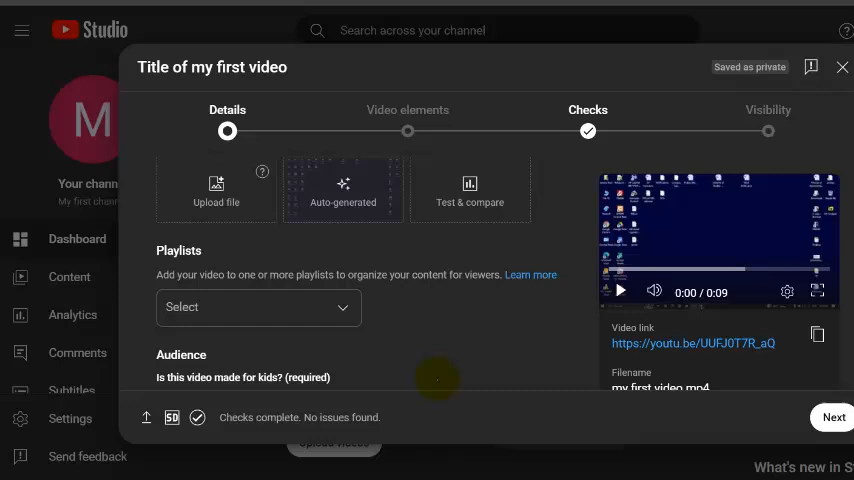 Studio
Search across your channel
Title of my first video
Saved as private
Details
Video elements
Checks
Visibility
M
Your chann
My first chann
Upload file
Auto-generated
Test & compare
Playlists
Add your video to one or more playlists to organize your content for viewers. Learn more
Select
Audience
Is this video made for kids? (required)
0:00 / 0:09
Video link
https://youtu.be/UUFJ0T7R_aQ
Filename
my first video.mp4
Dashboard
Content
Analytics
Comments
Subtitles
Settings
Send feedback
SD
Checks complete. No issues found.
Next
Upload videos
What's new in S